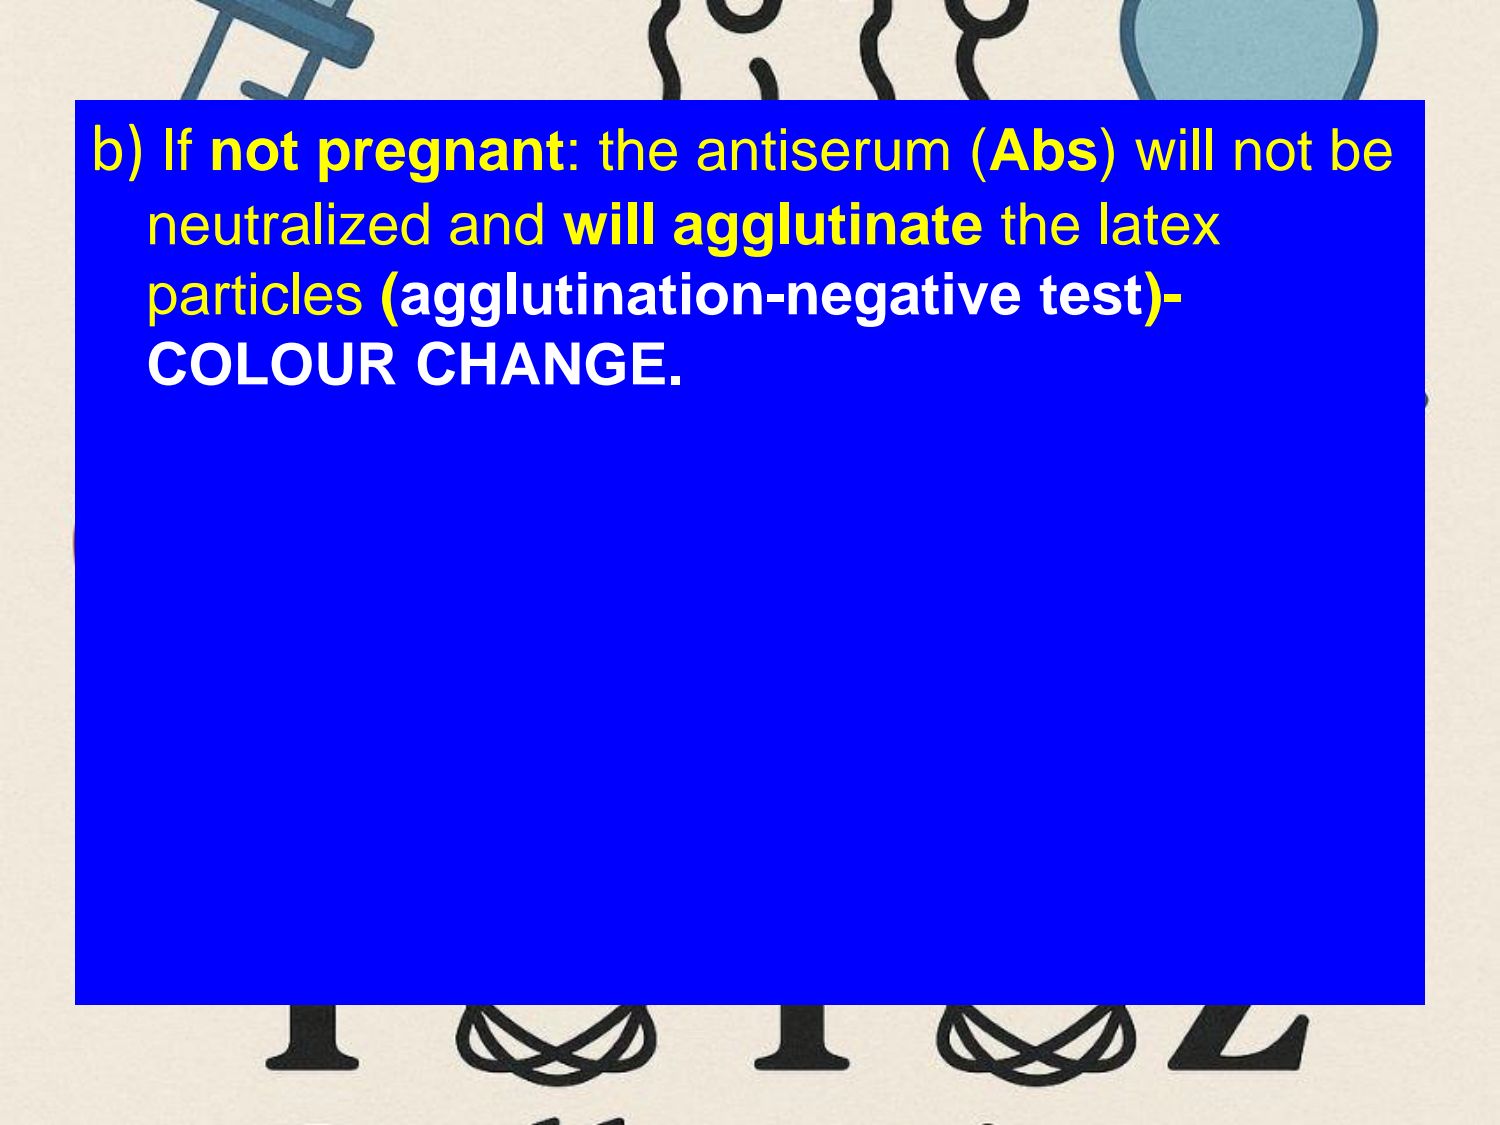 b) If not pregnant: the antiserum (Abs) will not be
neutralized and will agglutinate the latex
particles (agglutination-negative test)-
COLOUR CHANGE.